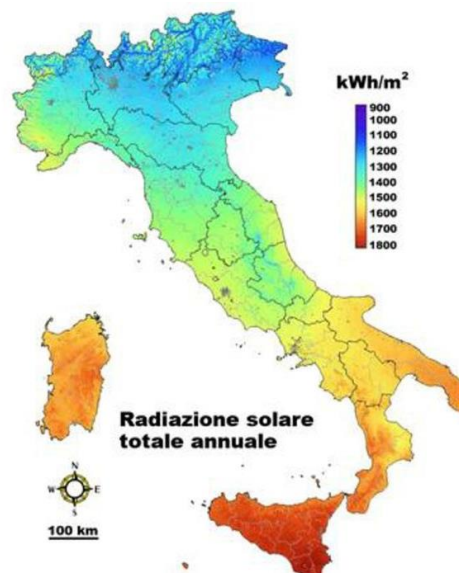 kWh/m²
900
1000
1100
1200
1300
1400
1500
1600
1700
1800
Radiazione solare
totale annuale
N
W E
S
100 km